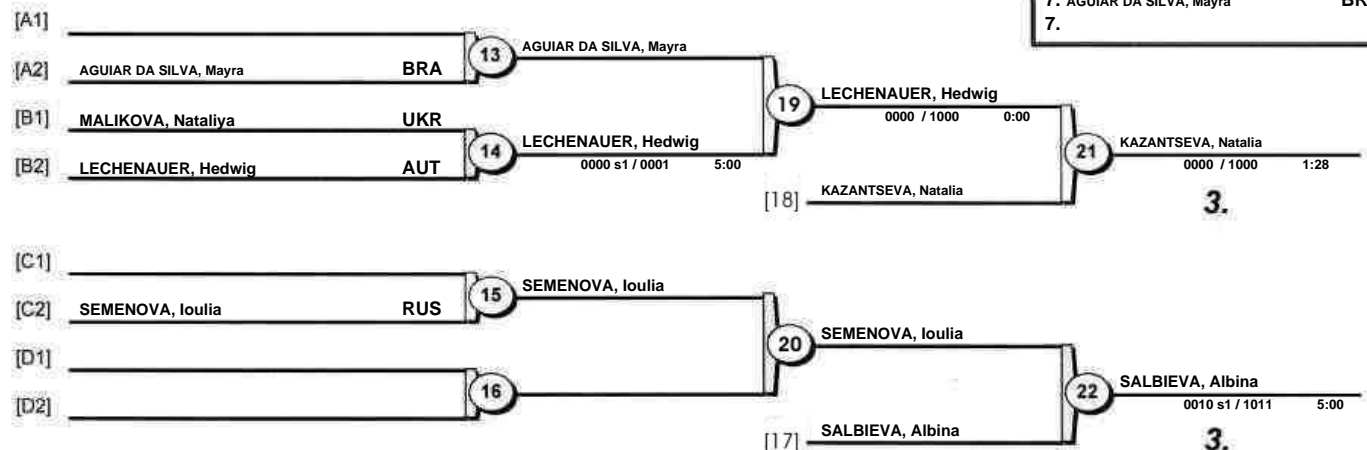 7. AGUIAR DA SILVA, Mayra BR
7.
[A1]
13 AGUIAR DA SILVA, Mayra
[A2] AGUIAR DA SILVA, Mayra BRA
19 LECHENAUER, Hedwig
0000 / 1000 0:00
[B1] MALIKOVA, Nataliya UKR
14 LECHENAUER, Hedwig
0000 s1 / 0001 5:00
21 KAZANTSEVA, Natalia
0000 / 1000 1:28
[B2] LECHENAUER, Hedwig AUT
[18] KAZANTSEVA, Natalia
3.
[C1]
15 SEMENOVA, Ioulia
[C2] SEMENOVA, Ioulia RUS
20 SEMENOVA, Ioulia
[D1]
16
22 SALBIEVA, Albina
0010 s1 / 1011 5:00
[D2]
[17] SALBIEVA, Albina
3.